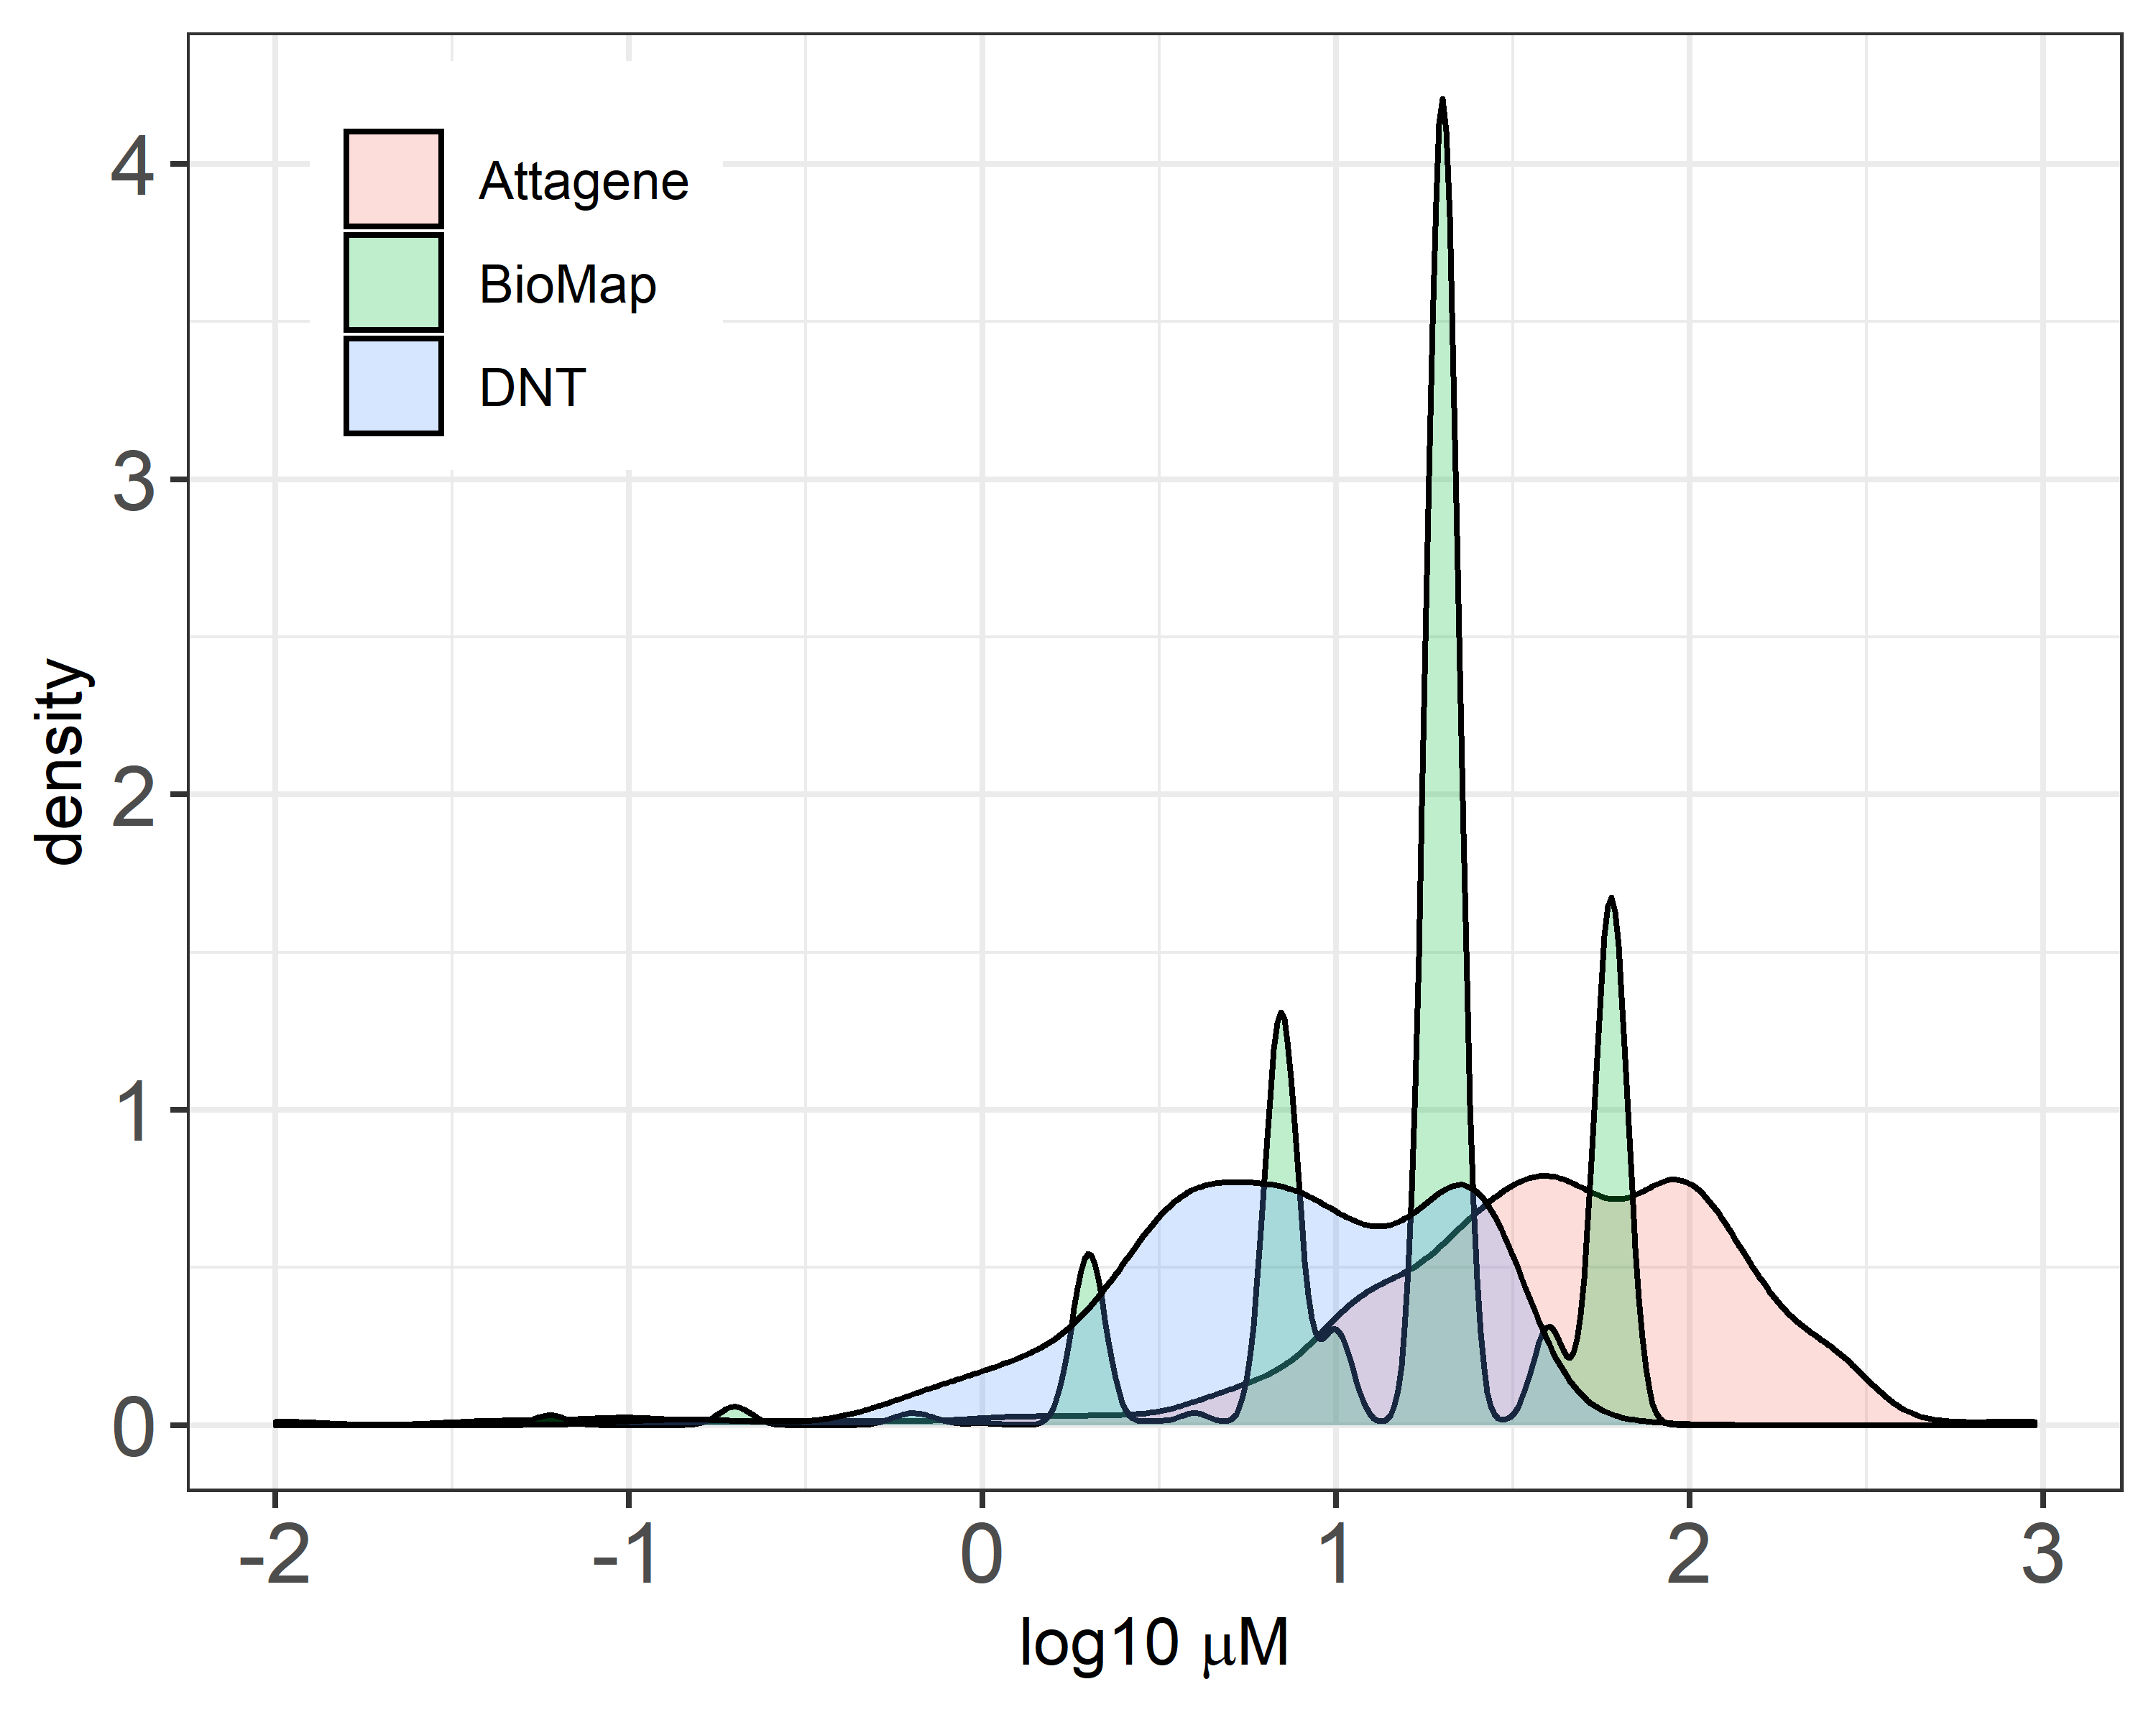 Attagene
BioMap
DNT
density
4
3
2
1
0
-2 -1 0 1 2 3
log10 μM